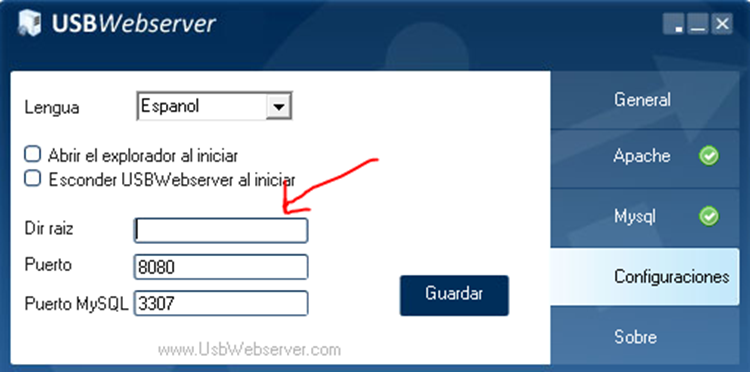 USBWebserver
Lengua
Espanol
Abrir el explorador al iniciar
Esconder USBWebserver al iniciar
Dir raiz
Puerto
8080
Puerto MySQL
3307
Guardar
www.UsbWebserver.com
General
Apache
Mysql
Configuraciones
Sobre